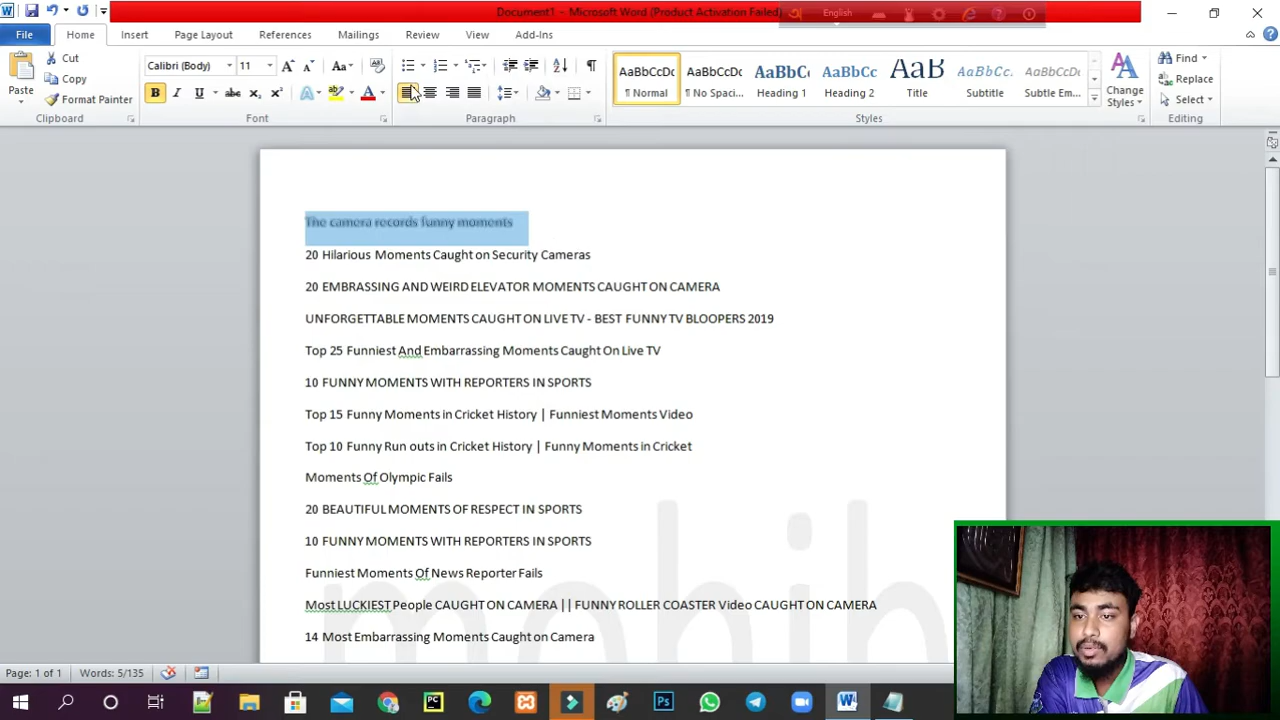 Document1 - Microsoft Word (Product Activation Failed)
English
File
Home
Insert
Page Layout
References
Mailings
Review
View
Add-Ins
Paste
Cut
Copy
Format Painter
Clipboard
Calibri (Body)
11
Font
Paragraph
AaBbCcDc
¶ Normal
AaBbCcDc
¶ No Spaci...
AaBbC
Heading 1
AaBbCc
Heading 2
AaB
Title
AaBbCc.
Subtitle
AaBbCcDc
Subtle Em...
Change Styles
Styles
Find
Replace
Select
Editing
The camera records funny moments
20 Hilarious Moments Caught on Security Cameras
20 EMBRASSING AND WEIRD ELEVATOR MOMENTS CAUGHT ON CAMERA
UNFORGETTABLE MOMENTS CAUGHT ON LIVE TV - BEST FUNNY TV BLOOPERS 2019
Top 25 Funniest And Embarrassing Moments Caught On Live TV
10 FUNNY MOMENTS WITH REPORTERS IN SPORTS
Top 15 Funny Moments in Cricket History | Funniest Moments Video
Top 10 Funny Run outs in Cricket History | Funny Moments in Cricket
Moments Of Olympic Fails
20 BEAUTIFUL MOMENTS OF RESPECT IN SPORTS
10 FUNNY MOMENTS WITH REPORTERS IN SPORTS
Funniest Moments Of News Reporter Fails
Most LUCKIEST People CAUGHT ON CAMERA || FUNNY ROLLER COASTER Video CAUGHT ON CAMERA
14 Most Embarrassing Moments Caught on Camera
mohib
Page: 1 of 1
Words: 5/135